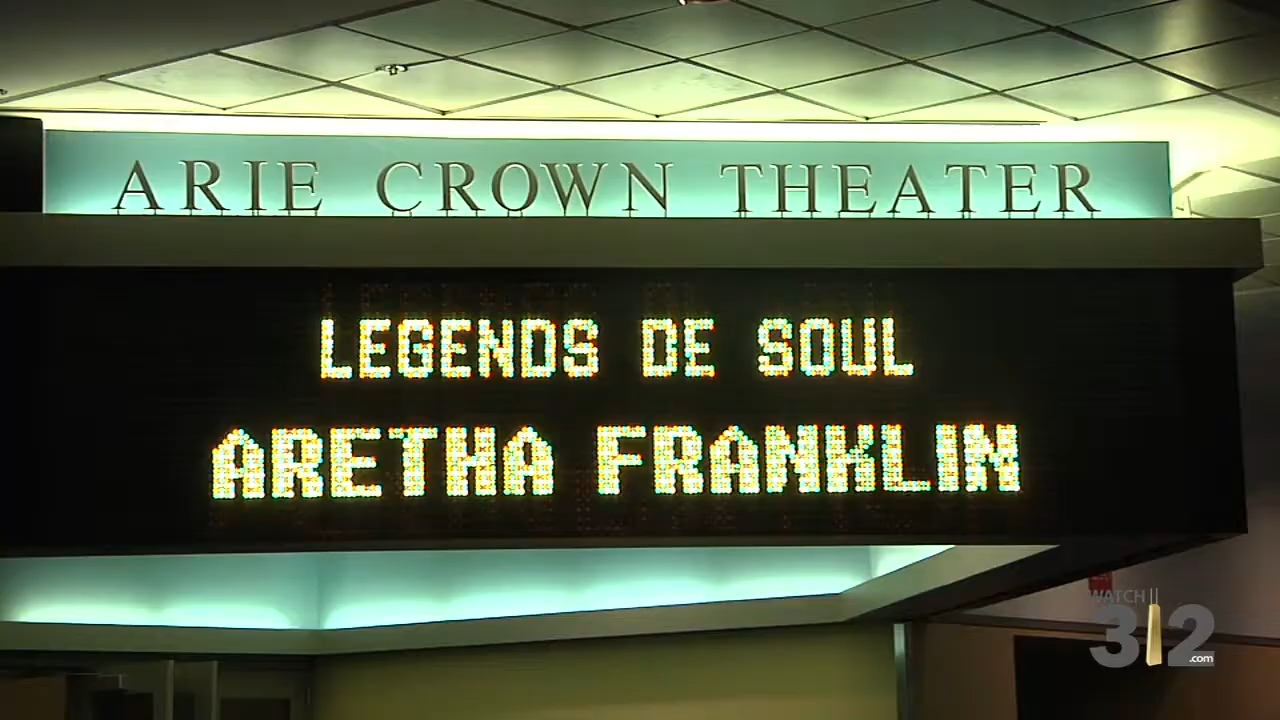 ARIE CROWN THEATER
LEGENDS DE SOUL
ARETHA FRANKLIN
WATCH
312
.com